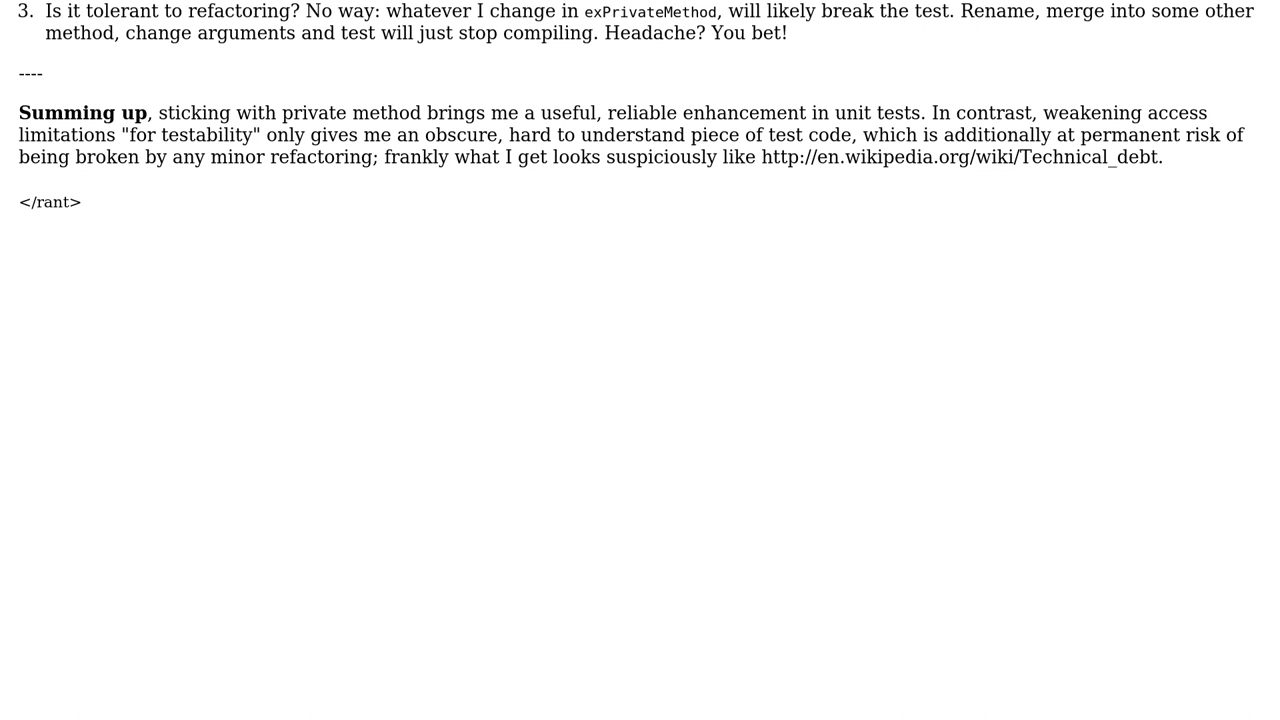 3. Is it tolerant to refactoring? No way: whatever I change in exPrivateMethod, will likely break the test. Rename, merge into some other
method, change arguments and test will just stop compiling. Headache? You bet!
----
Summing up, sticking with private method brings me a useful, reliable enhancement in unit tests. In contrast, weakening access
limitations "for testability" only gives me an obscure, hard to understand piece of test code, which is additionally at permanent risk of
being broken by any minor refactoring; frankly what I get looks suspiciously like http://en.wikipedia.org/wiki/Technical_debt.
</rant>